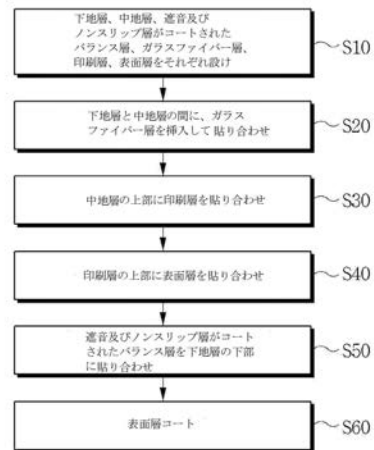 下地層、中地層、遮音及び
ノンスリップ層がコートされた
バランス層、ガラスファイバー層、
印刷層、表面層をそれぞれ設け
S10
下地層と中地層の間に、ガラス
ファイバー層を挿入して貼り合わせ
S20
中地層の上部に印刷層を貼り合わせ
S30
印刷層の上部に表面層を貼り合わせ
S40
遮音及びノンスリップ層がコート
されたバランス層を下地層の下部
に貼り合わせ
S50
表面層コート
S60